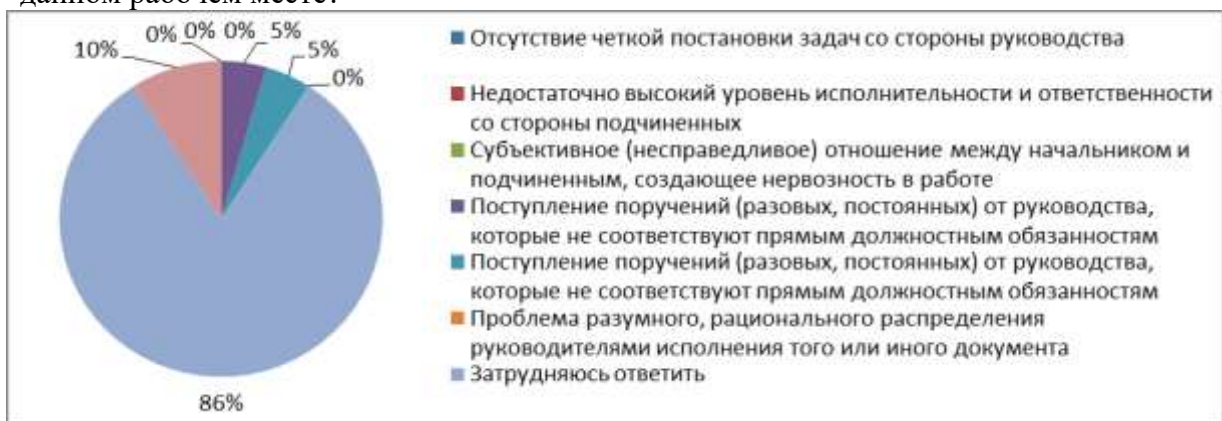 данном рабочем месте?
0% 0% 0% 5%
10%
5%
0%
86%
Отсутствие четкой постановки задач со стороны руководства
Недостаточно высокий уровень исполнительности и ответственности
со стороны подчиненных
Субъективное (несправедливое) отношение между начальником и
подчиненным, создающее нервозность в работе
Поступление поручений (разовых, постоянных) от руководства,
которые не соответствуют прямым должностным обязанностям
Поступление поручений (разовых, постоянных) от руководства,
которые не соответствуют прямым должностным обязанностям
Проблема разумного, рационального распределения
руководителями исполнения того или иного документа
Затрудняюсь ответить